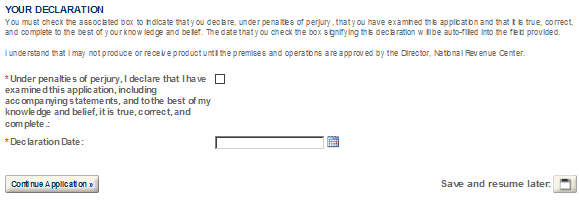 YOUR DECLARATION
You must check the associated box to indicate that you declare, under penalties of perjury, that you have examined this application and that it is true, correct,
and complete to the best of your knowledge and belief. The date that you check the box signifying this declaration will be auto-filled into the field provided.
I understand that I may not produce or receive product until the premises and operations are approved by the Director, National Revenue Center.
* Under penalties of perjury, I declare that I have
examined this application, including
accompanying statements, and to the best of my
knowledge and belief, it is true, correct, and
complete.:
* Declaration Date:
Continue Application »
Save and resume later: